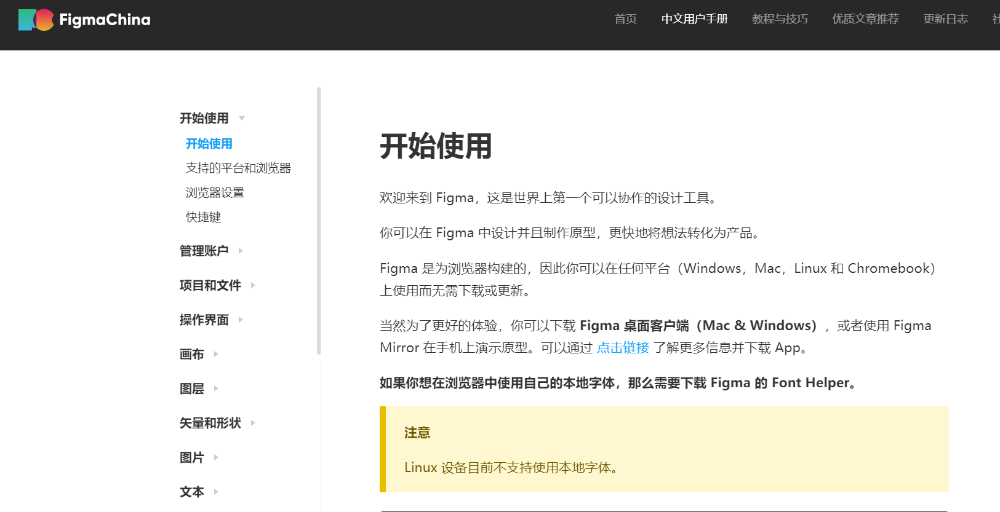 FigmaChina
首页
中文用户手册
教程与技巧
优质文章推荐
更新日志
开始使用
开始使用
支持的平台和浏览器
浏览器设置
快捷键
管理账户
项目和文件
操作界面
画布
图层
矢量和形状
图片
文本
开始使用
欢迎来到 Figma，这是世界上第一个可以协作的设计工具。
你可以在 Figma 中设计并且制作原型，更快地将想法转化为产品。
Figma 是为浏览器构建的，因此你可以在任何平台（Windows，Mac，Linux 和 Chromebook）
上使用而无需下载或更新。
当然为了更好的体验，你可以下载 Figma 桌面客户端（Mac & Windows），或者使用 Figma
Mirror 在手机上演示原型。可以通过 点击链接 了解更多信息并下载 App。
如果你想在浏览器中使用自己的本地字体，那么需要下载 Figma 的 Font Helper。
注意
Linux 设备目前不支持使用本地字体。